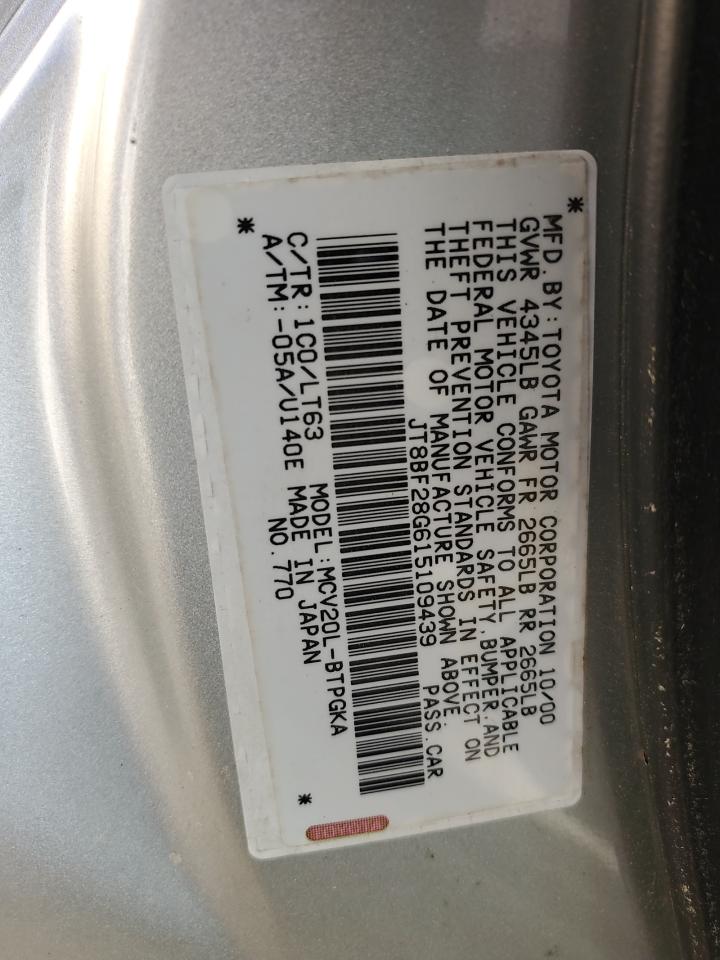 MFD.BY:TOYOTA MOTOR CORPORATION 10/00
GVWR 4345LB GAWR FR 2665LB RR 2665LB
THIS VEHICLE CONFORMS TO ALL APPLICABLE
FEDERAL MOTOR VEHICLE SAFETY,BUMPER,AND
THEFT PREVENTION STANDARDS IN EFFECT ON
THE DATE OF MANUFACTURE SHOWN ABOVE.
JT8BF28G615109439 PASS.CAR
C/TR:1C0/LT63 MODEL:MCV20L-BTPGKA
A/TM:-05A/U140E MADE IN JAPAN
NO.770